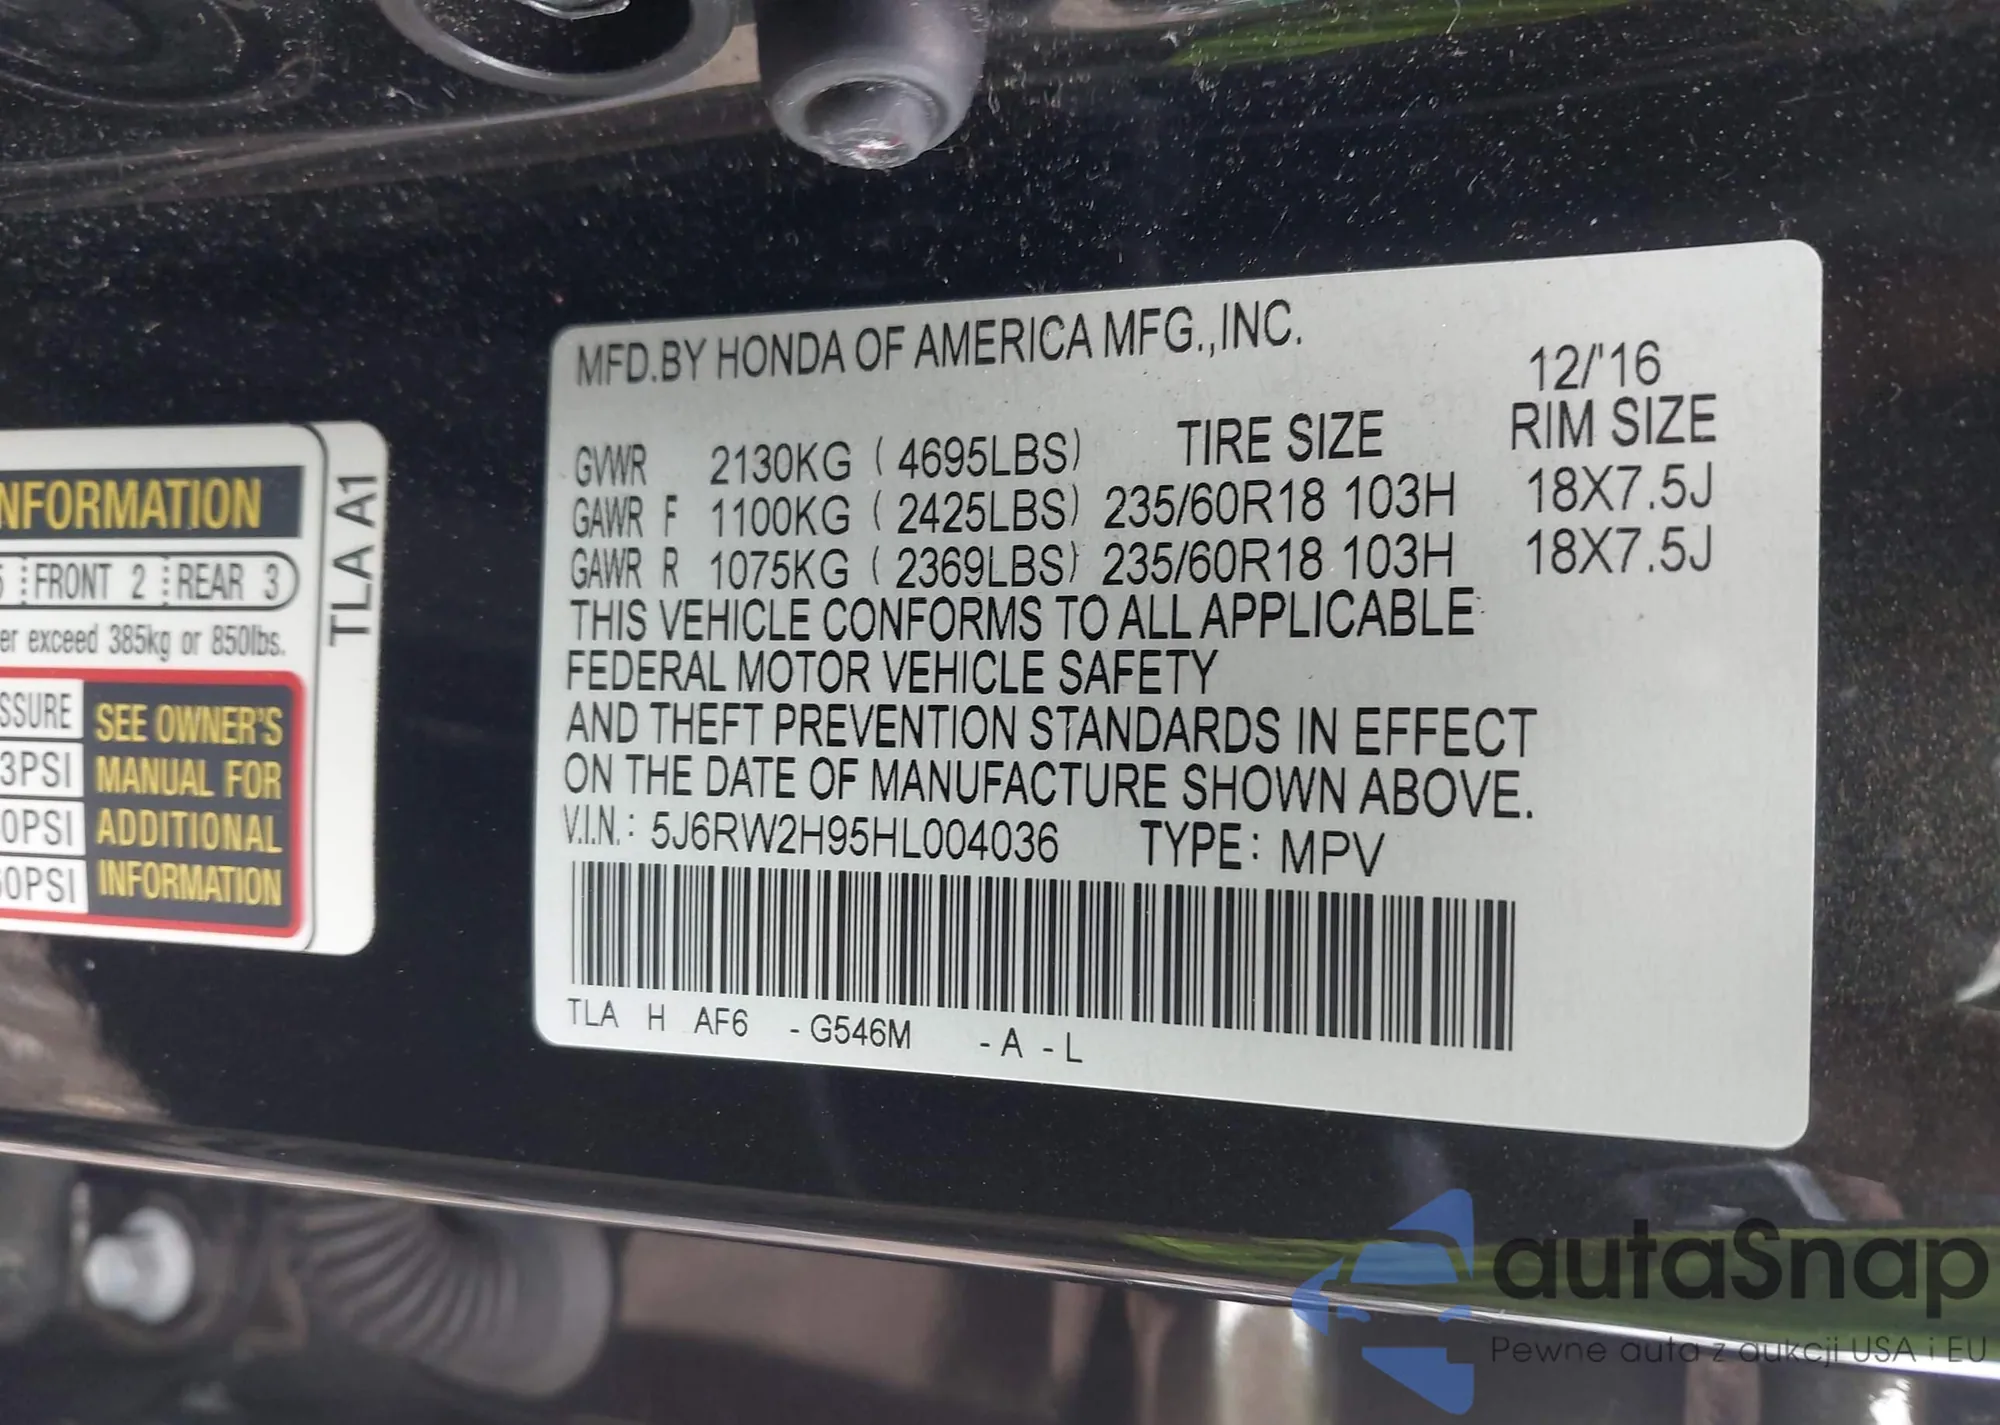 MFD.BY HONDA OF AMERICA MFG.,INC.
12/'16
GVWR 2130KG ( 4695LBS) TIRE SIZE RIM SIZE
GAWR F 1100KG ( 2425LBS) 235/60R18 103H 18X7.5J
GAWR R 1075KG ( 2369LBS) 235/60R18 103H 18X7.5J
THIS VEHICLE CONFORMS TO ALL APPLICABLE
FEDERAL MOTOR VEHICLE SAFETY
AND THEFT PREVENTION STANDARDS IN EFFECT
ON THE DATE OF MANUFACTURE SHOWN ABOVE.
V.I.N.: 5J6RW2H95HL004036 TYPE: MPV
TLA H AF6 - G546M - A - L
NFORMATION
FRONT 2 REAR 3
er exceed 385kg or 850lbs.
SSURE
3PSI
0PSI
60PSI
SEE OWNER'S
MANUAL FOR
ADDITIONAL
INFORMATION
TLA A1
autaSnap
Pewne auta z aukcji USA i EU